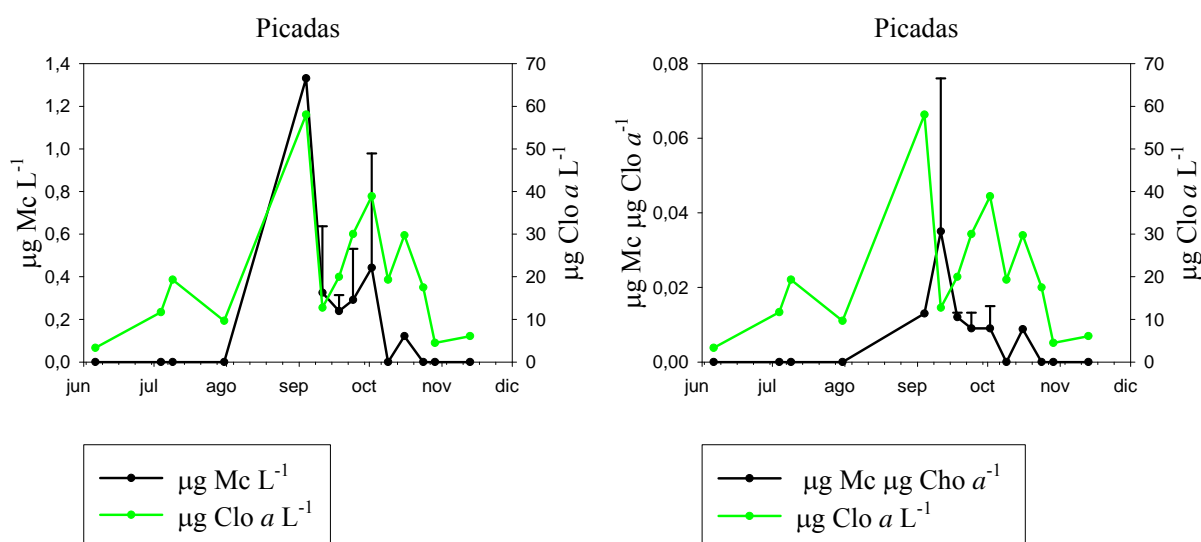 Picadas
1,4
1,2
1,0
0,8
0,6
0,4
0,2
0,0
µg Mc L-1
70
60
50
40
30
20
10
0
µg Clo a L-1
jun jul ago sep oct nov dic
µg Mc L-1
µg Clo a L-1
Picadas
0,08
0,06
0,04
0,02
0,00
µg Mc µg Clo a-1
70
60
50
40
30
20
10
0
µg Clo a L-1
jun jul ago sep oct nov dic
µg Mc µg Cho a-1
µg Clo a L-1